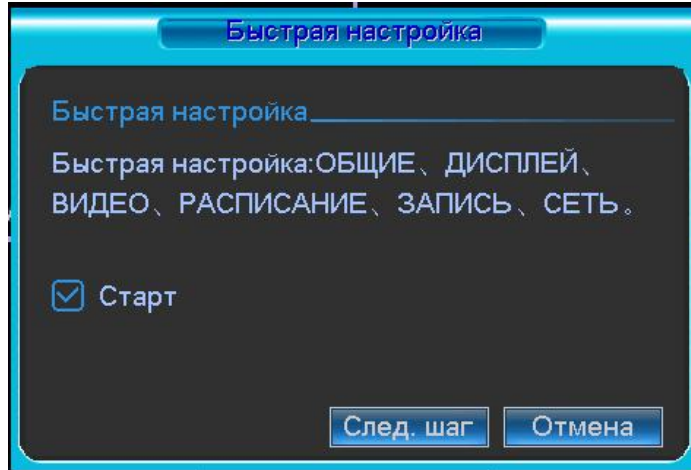 Быстрая настройка
Быстрая настройка
Быстрая настройка:ОБЩИЕ、ДИСПЛЕЙ、
ВИДЕО、РАСПИСАНИЕ、ЗАПИСЬ、СЕТЬ。
Старт
След. шаг Отмена